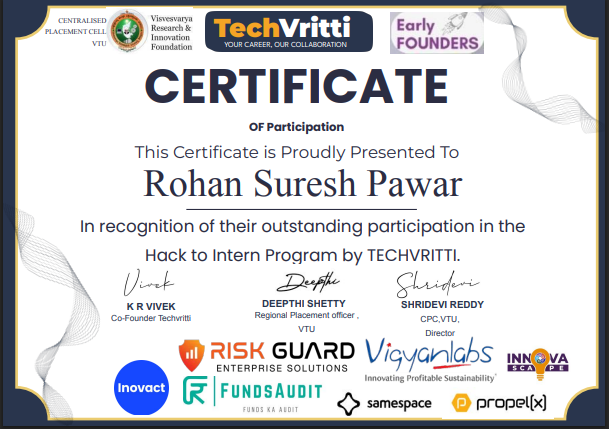 CENTRALISED
PLACEMENT CELL
VTU
Visvesvarya
Research &
Innovation
Foundation
TechVritti
YOUR CAREER, OUR COLLABORATION
Early
FOUNDERS
CERTIFICATE
OF Participation
This Certificate is Proudly Presented To
Rohan Suresh Pawar
In recognition of their outstanding participation in the
Hack to Intern Program by TECHVRITTI.
Vivek
Deepthi
Shridevi
K R VIVEK
Co-Founder Techvritti
DEEPTHI SHETTY
Regional Placement officer ,
VTU
SHRIDEVI REDDY
CPC,VTU,
Director
RISK GUARD
ENTERPRISE SOLUTIONS
Vigyanlabs
Innovating Profitable Sustainability
INNOVA
SCAPE
Inovact
FUNDSAUDIT
FUNDS KA AUDIT
samespace
propel[x]